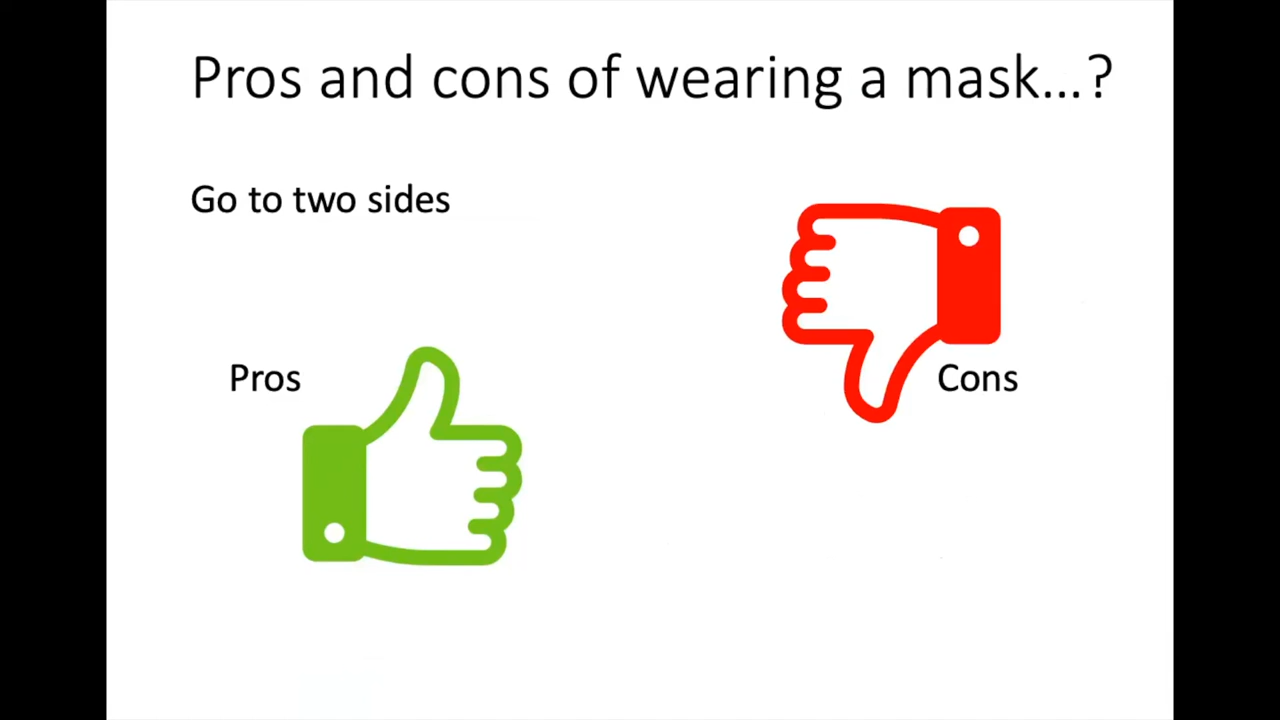 Pros and cons of wearing a mask...?
Go to two sides
Pros
Cons